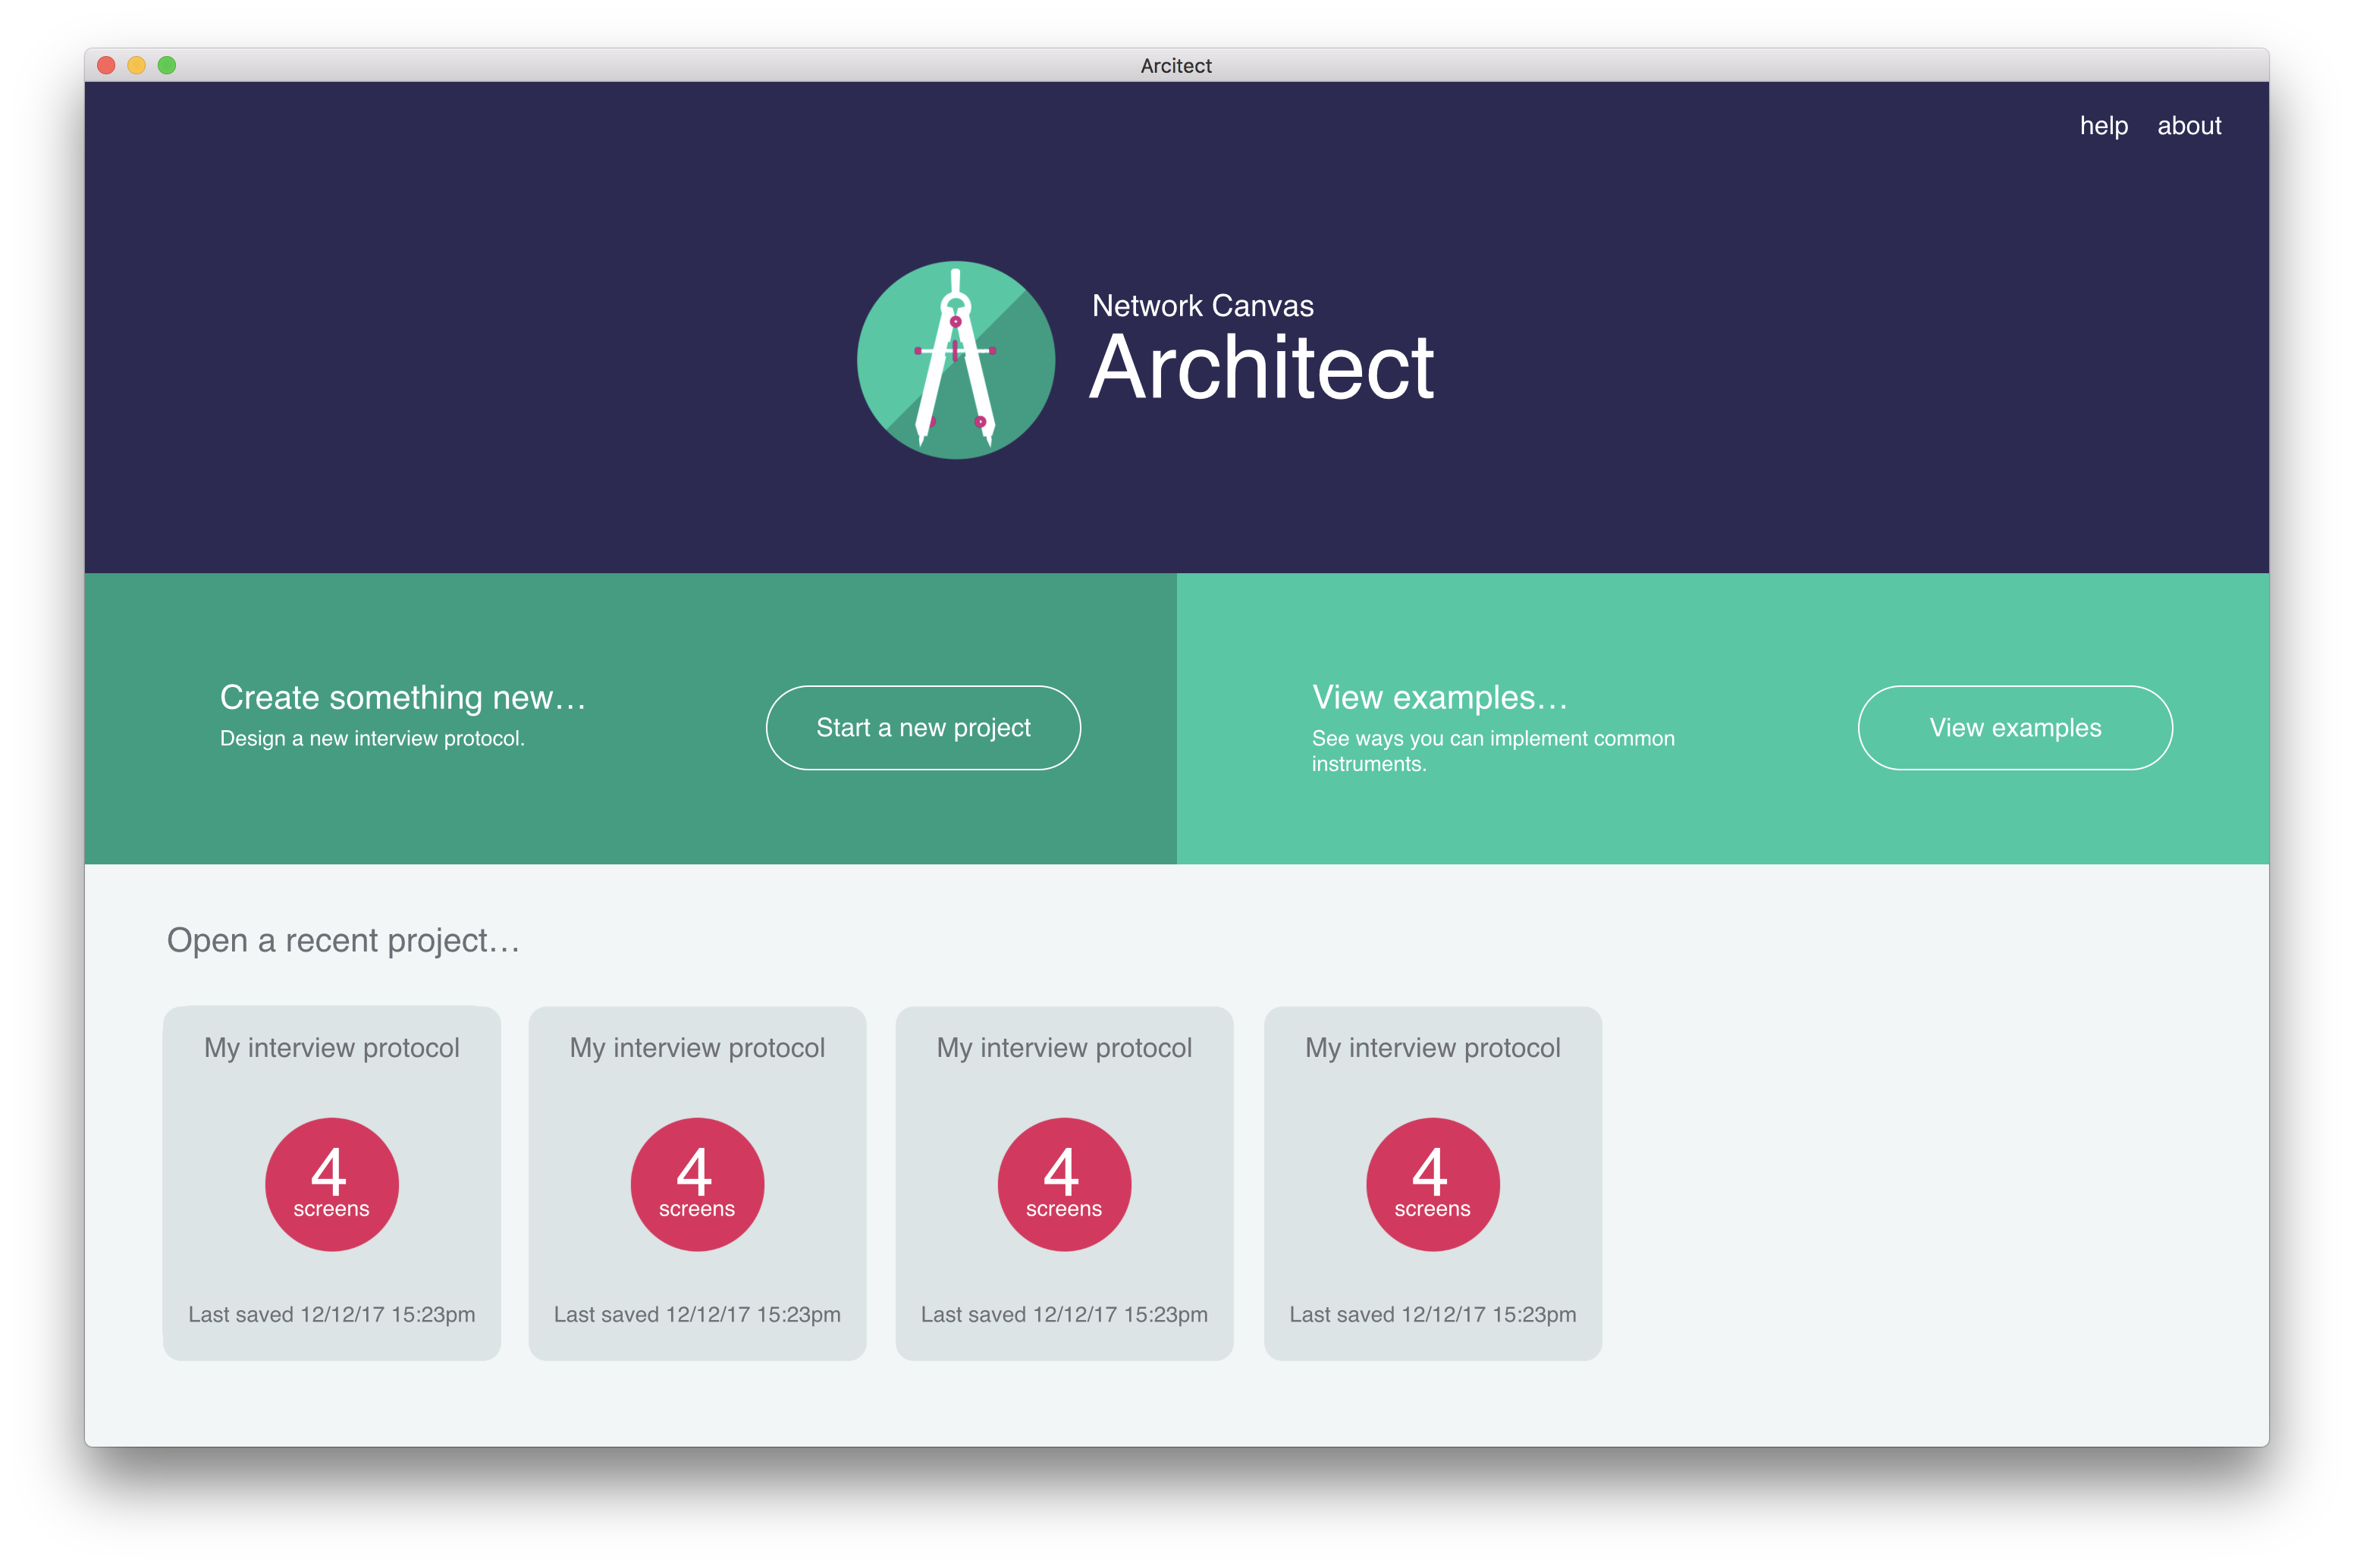 Arcitect
help about
Network Canvas
Architect
Create something new…
Design a new interview protocol.
Start a new project
View examples…
See ways you can implement common
instruments.
View examples
Open a recent project…
My interview protocol
4
screens
Last saved 12/12/17 15:23pm
My interview protocol
4
screens
Last saved 12/12/17 15:23pm
My interview protocol
4
screens
Last saved 12/12/17 15:23pm
My interview protocol
4
screens
Last saved 12/12/17 15:23pm